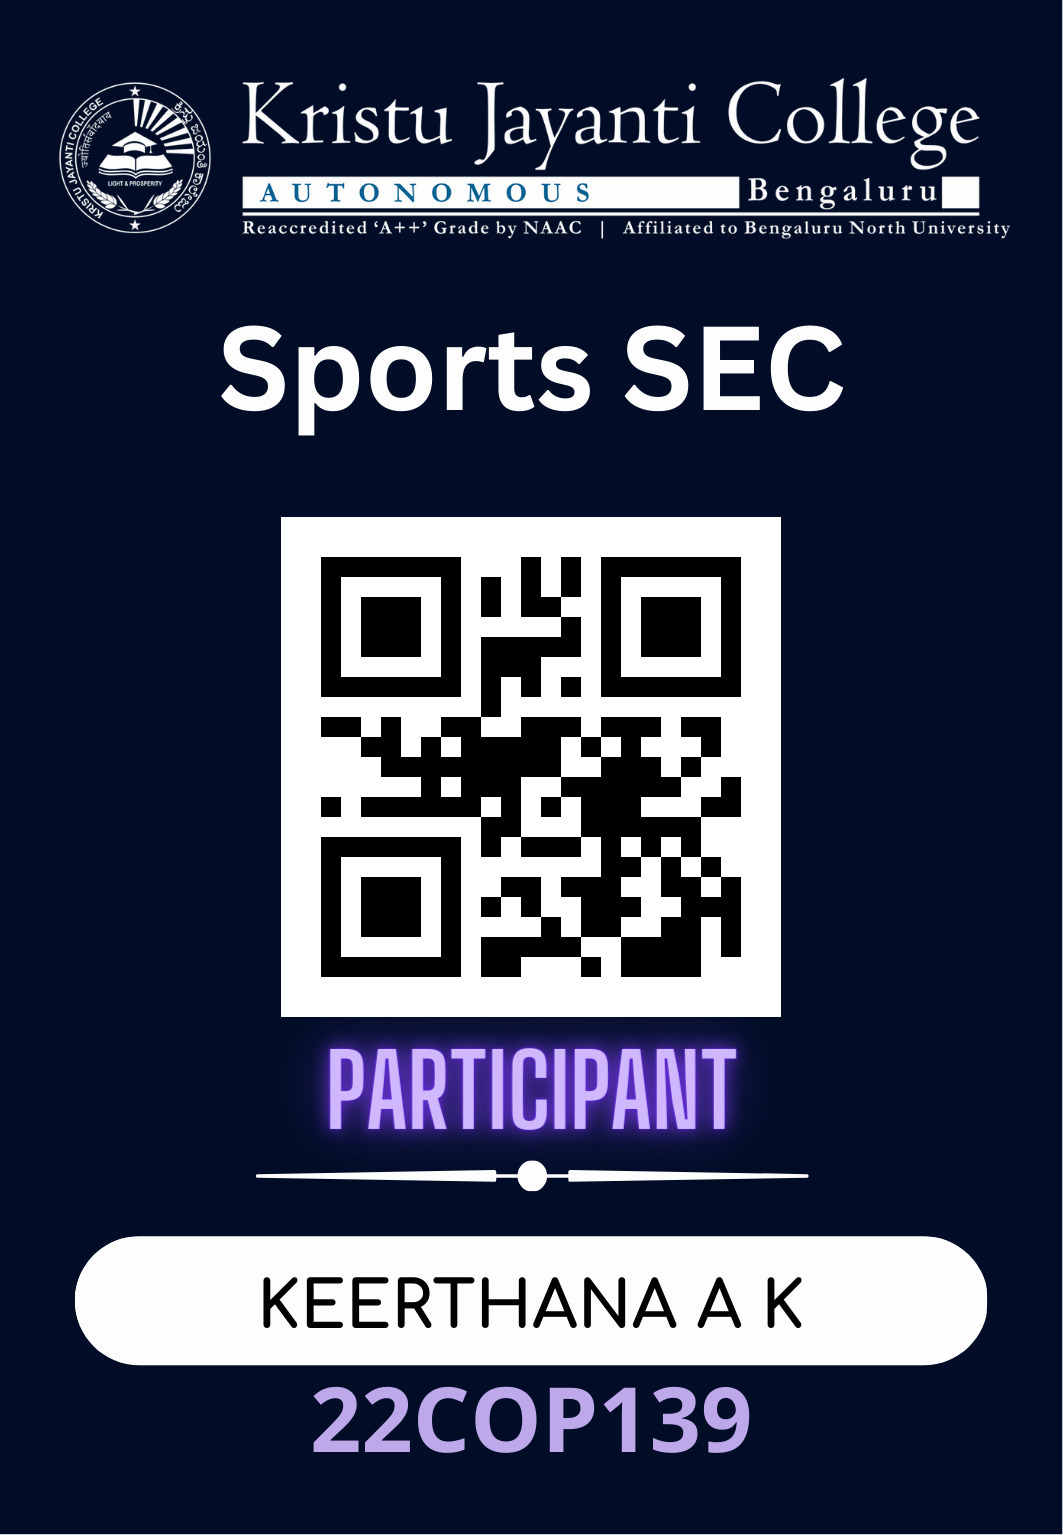 KRISTU JAYANTI COLLEGE
ज्योतिसंवादयाय
LIGHT & PROSPERITY
Kristu Jayanti College
AUTONOMOUS Bengaluru
Reaccredited ‘A++’ Grade by NAAC | Affiliated to Bengaluru North University
Sports SEC
PARTICIPANT
KEERTHANA A K
22COP139